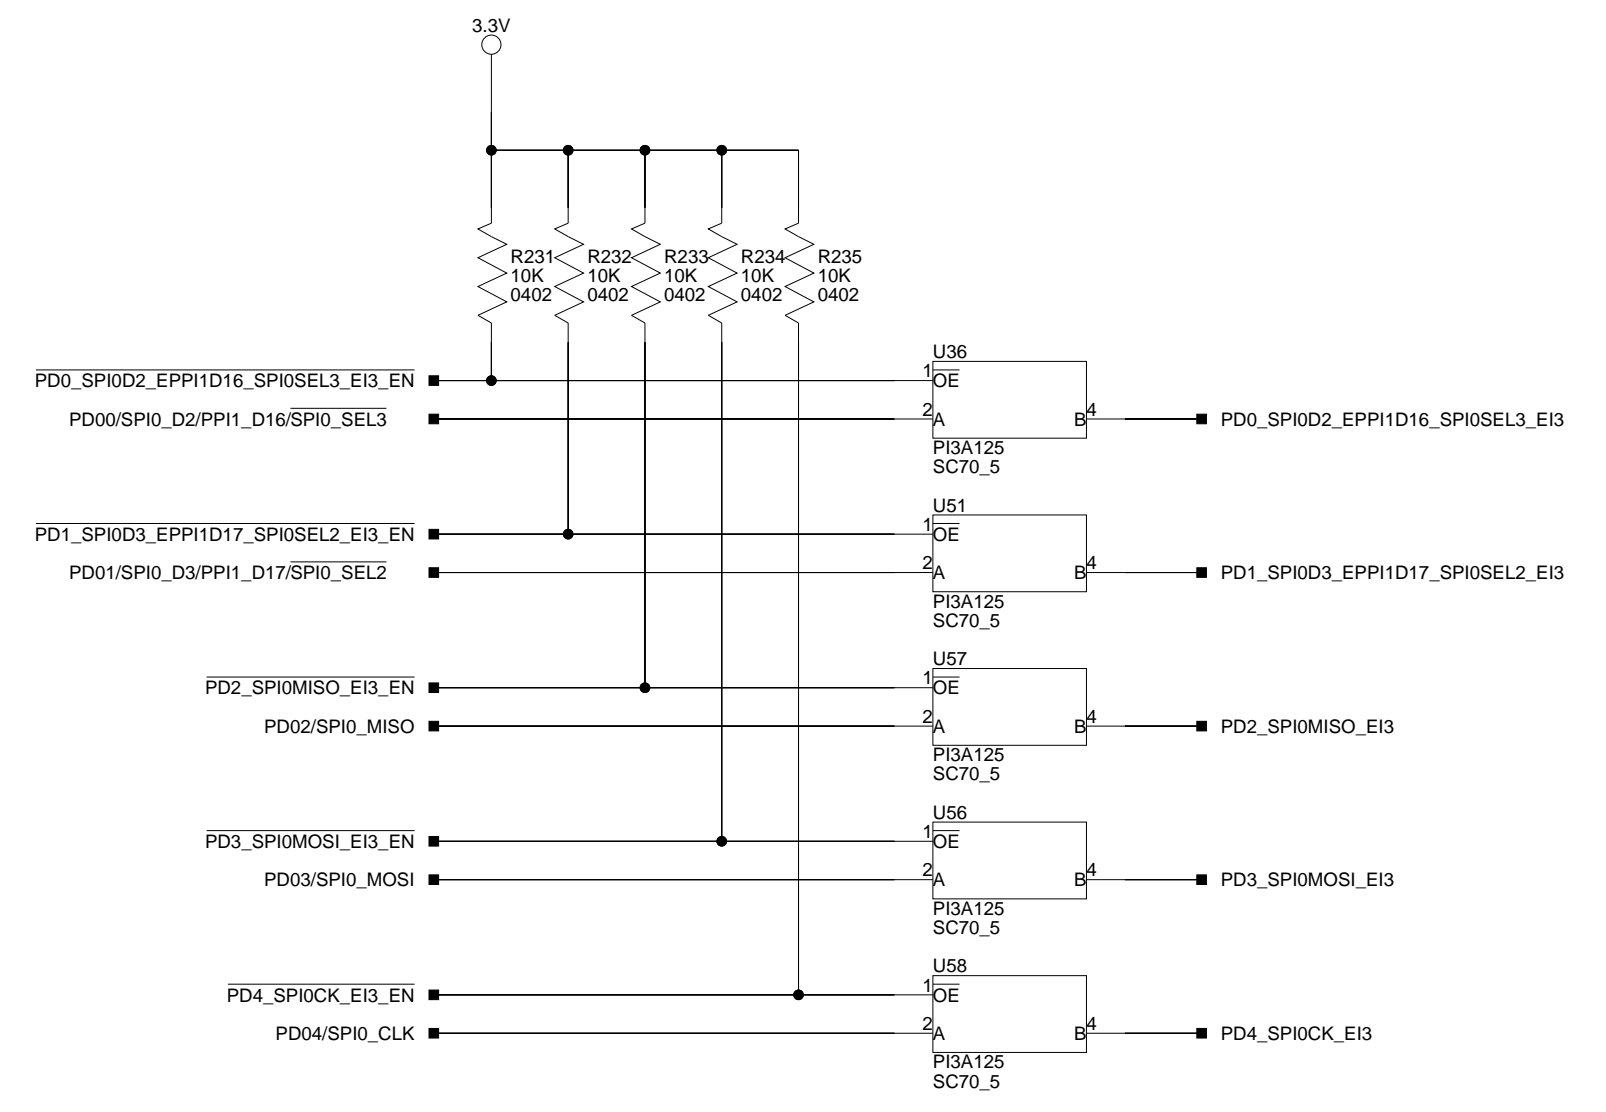 3.3V
R231 R232 R233 R234 R235
10K 10K 10K 10K 10K
0402 0402 0402 0402 0402
U36
PD0_SPI0D2_EPPI1D16_SPI0SEL3_EI3_EN 1 OE
PD00/SPI0_D2/PPI1_D16/SPI0_SEL3 2 A B 4 PD0_SPI0D2_EPPI1D16_SPI0SEL3_EI3
PI3A125
SC70_5
U51
PD1_SPI0D3_EPPI1D17_SPI0SEL2_EI3_EN 1 OE
PD01/SPI0_D3/PPI1_D17/SPI0_SEL2 2 A B 4 PD1_SPI0D3_EPPI1D17_SPI0SEL2_EI3
PI3A125
SC70_5
U57
PD2_SPI0MISO_EI3_EN 1 OE
PD02/SPI0_MISO 2 A B 4 PD2_SPI0MISO_EI3
PI3A125
SC70_5
U56
PD3_SPI0MOSI_EI3_EN 1 OE
PD03/SPI0_MOSI 2 A B 4 PD3_SPI0MOSI_EI3
PI3A125
SC70_5
U58
PD4_SPI0CK_EI3_EN 1 OE
PD04/SPI0_CLK 2 A B 4 PD4_SPI0CK_EI3
PI3A125
SC70_5